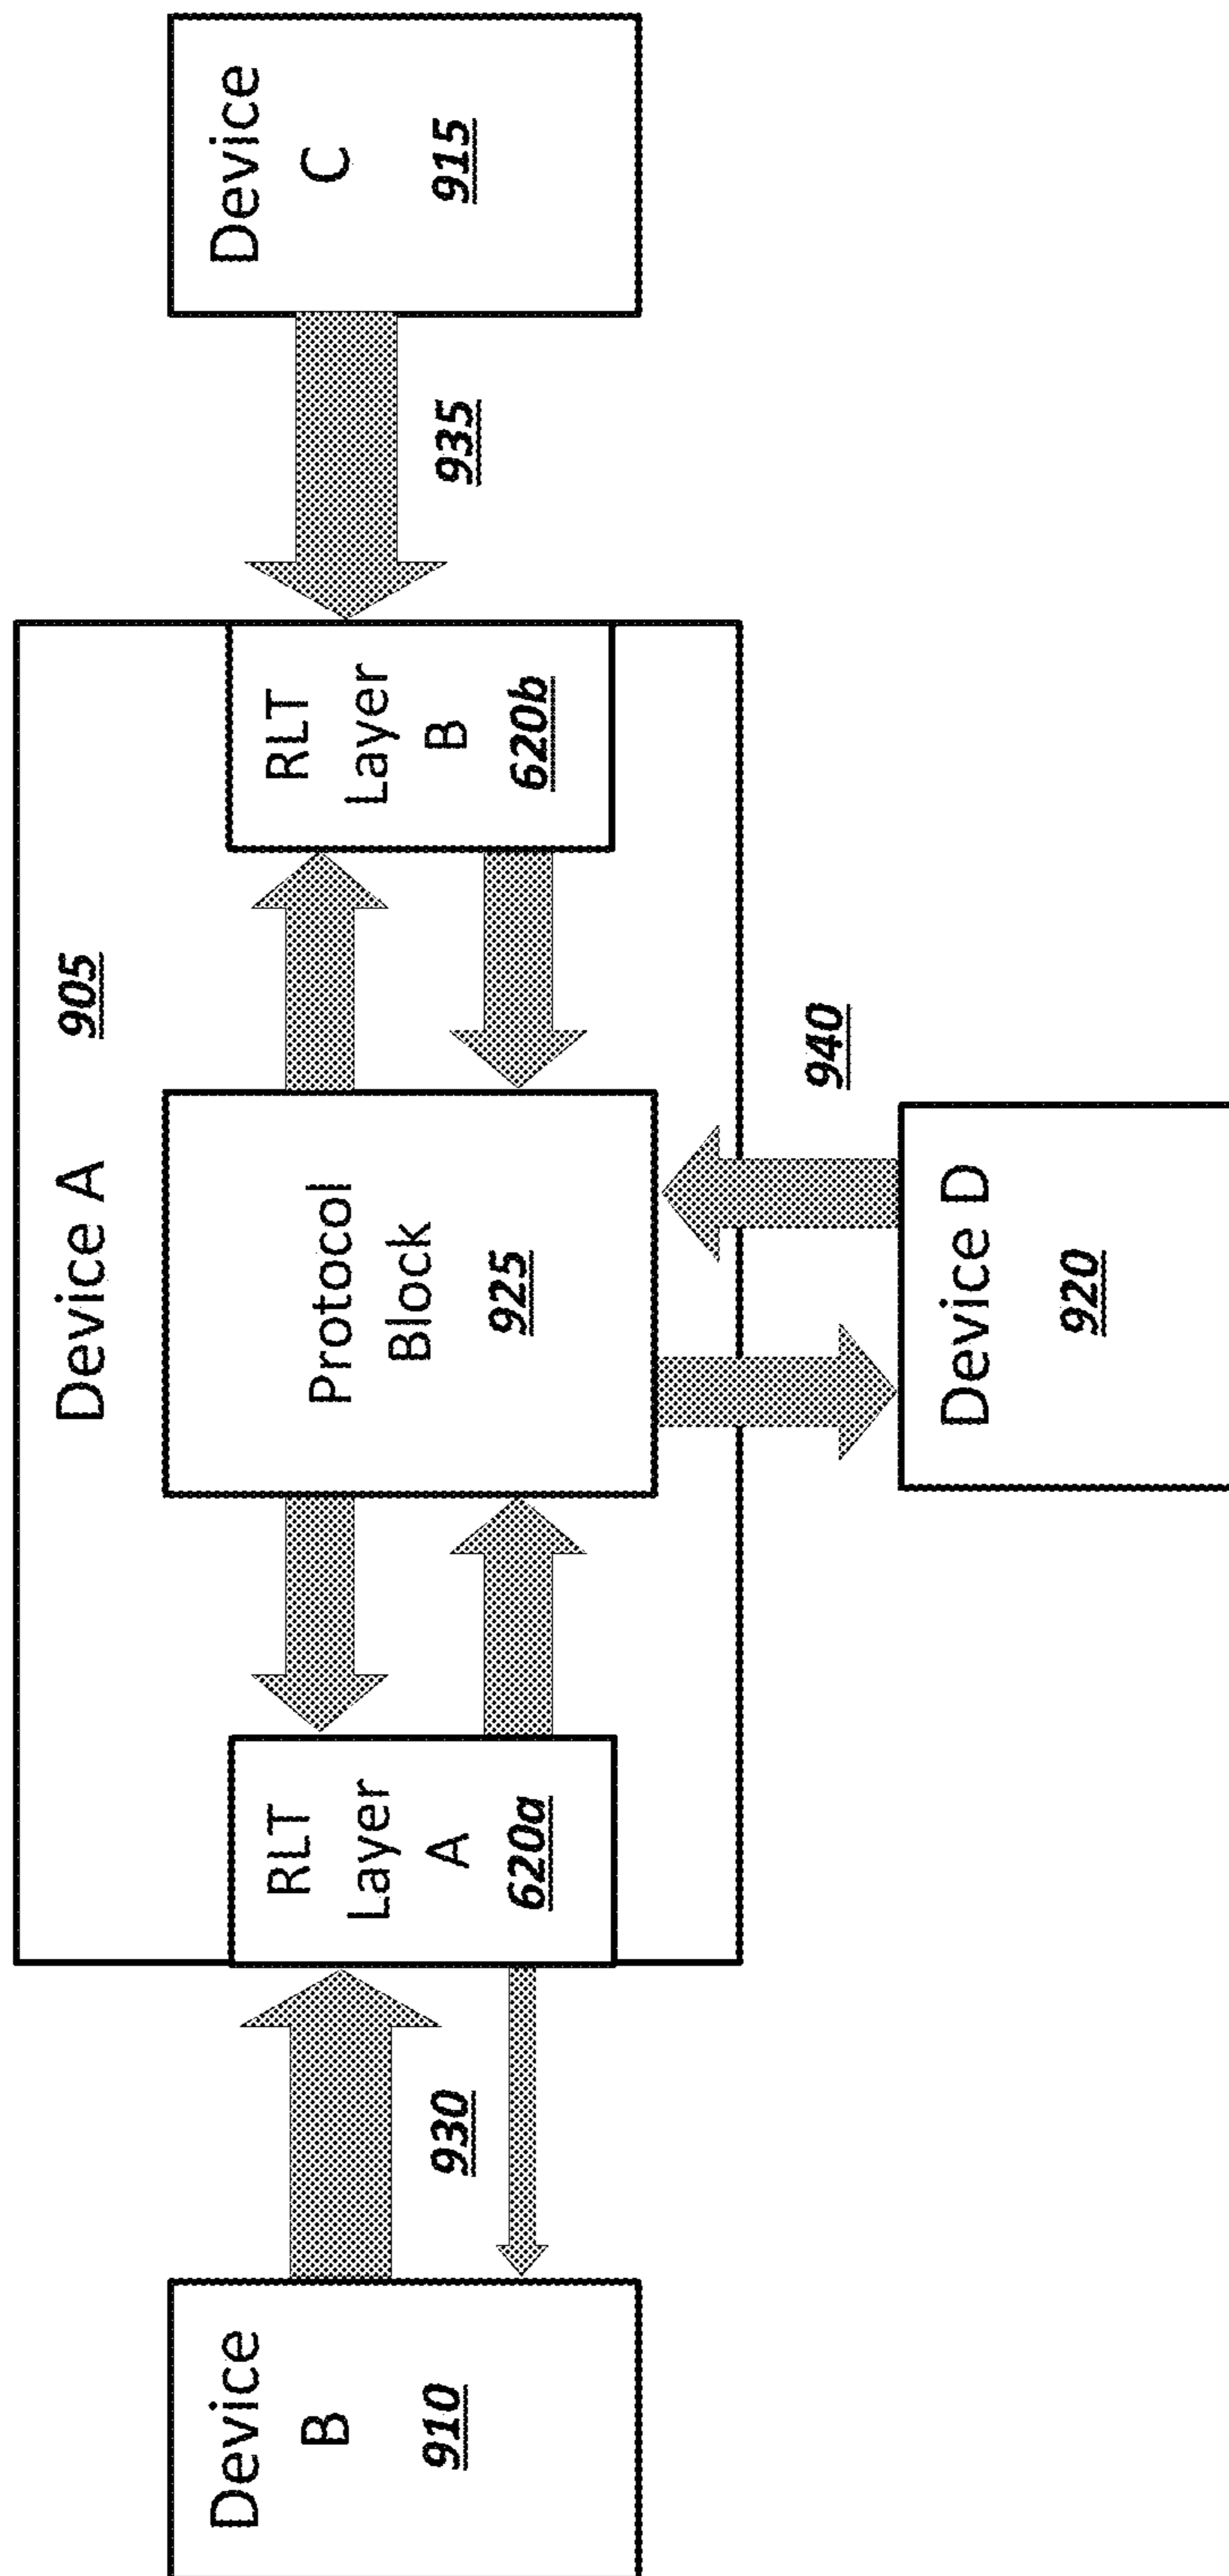 Device A
905
Device
B
910
930
RLT
Layer
A
620a
Protocol
Block
925
RLT
Layer
B
620b
935
Device
C
915
940
Device D
920